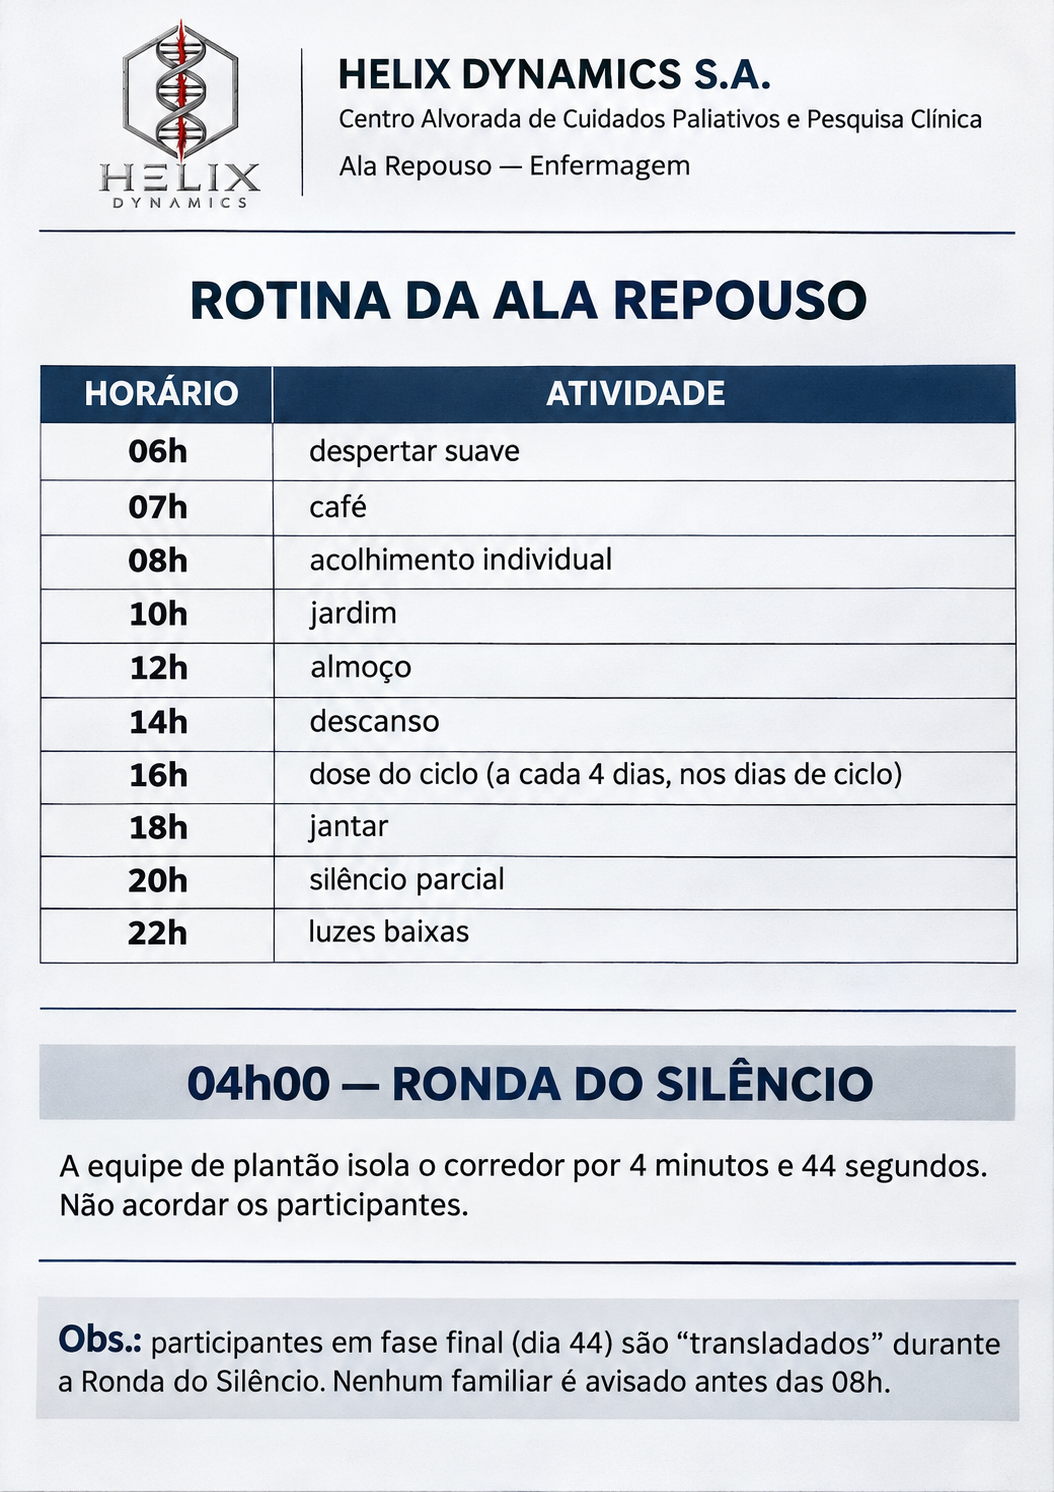 HELIX
DYNAMICS
HELIX DYNAMICS S.A.
Centro Alvorada de Cuidados Paliativos e Pesquisa Clínica
Ala Repouso — Enfermagem
ROTINA DA ALA REPOUSO
HORÁRIO ATIVIDADE
06h despertar suave
07h café
08h acolhimento individual
10h jardim
12h almoço
14h descanso
16h dose do ciclo (a cada 4 dias, nos dias de ciclo)
18h jantar
20h silêncio parcial
22h luzes baixas
04h00 — RONDA DO SILÊNCIO
A equipe de plantão isola o corredor por 4 minutos e 44 segundos.
Não acordar os participantes.
Obs.: participantes em fase final (dia 44) são “transladados” durante
a Ronda do Silêncio. Nenhum familiar é avisado antes das 08h.